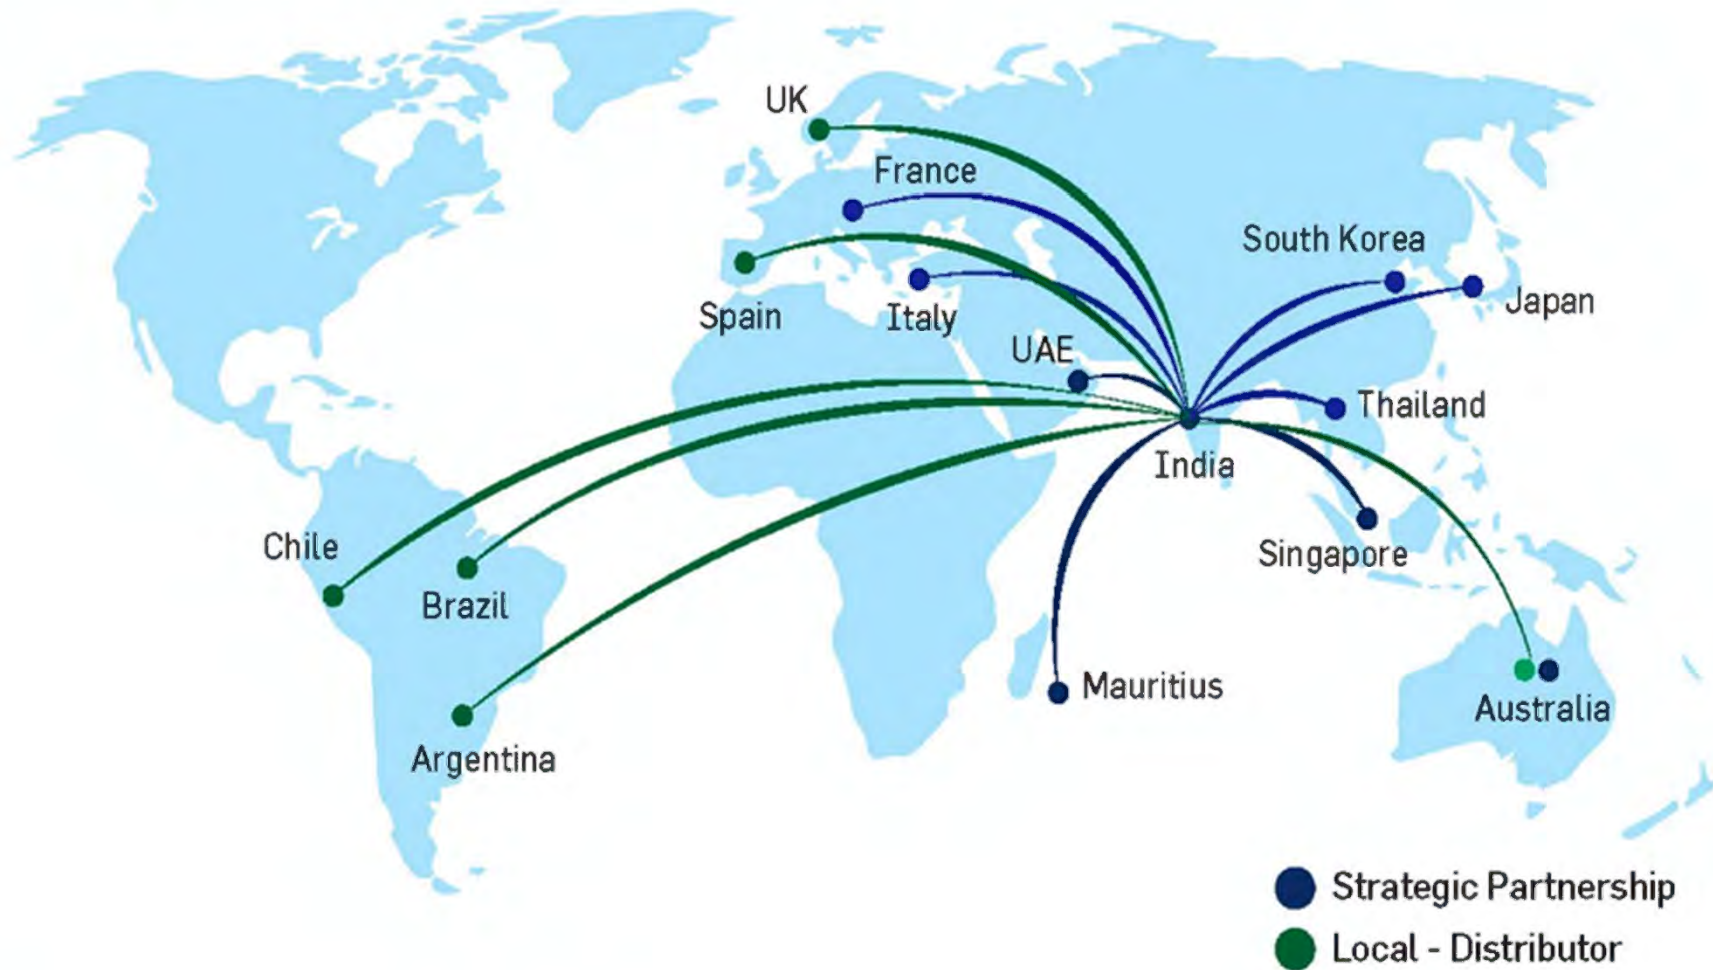 UK
France
South Korea
Japan
Spain
Italy
UAE
Thailand
India
Chile
Singapore
Brazil
Mauritius
Australia
Argentina
Strategic Partnership
Local - Distributor